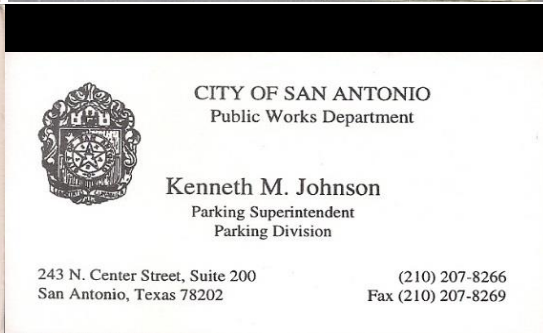 CITY OF SAN ANTONIO
Public Works Department
Kenneth M. Johnson
Parking Superintendent
Parking Division
243 N. Center Street, Suite 200
San Antonio, Texas 78202
(210) 207-8266
Fax (210) 207-8269